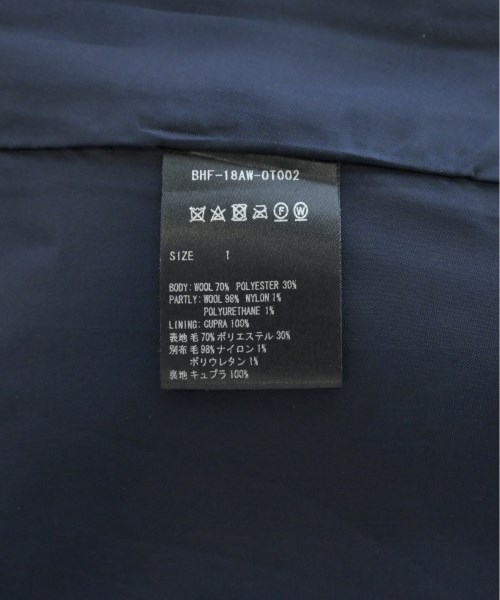 BHF-18AW-OT002
F W
SIZE 1
BODY: WOOL 70% POLYESTER 30%
PARTLY: WOOL 98% NYLON 1%
POLYURETHANE 1%
LINING: CUPRA 100%
表地 毛 70% ポリエステル 30%
別布 毛 98% ナイロン 1%
ポリウレタン 1%
裏地 キュプラ 100%